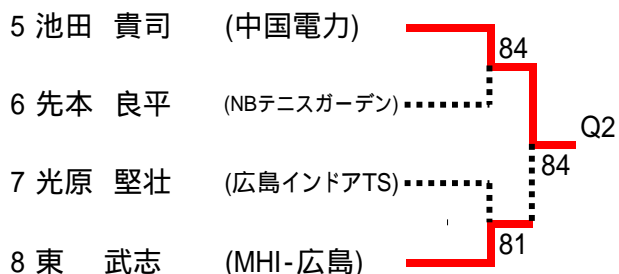 5 池田 貴司 (中国電力)
84
6 先本 良平 (NBテニスガーデン)
Q2
84
7 光原 堅壮 (広島インドアTS)
81
8 東 武志 (MHI-広島)